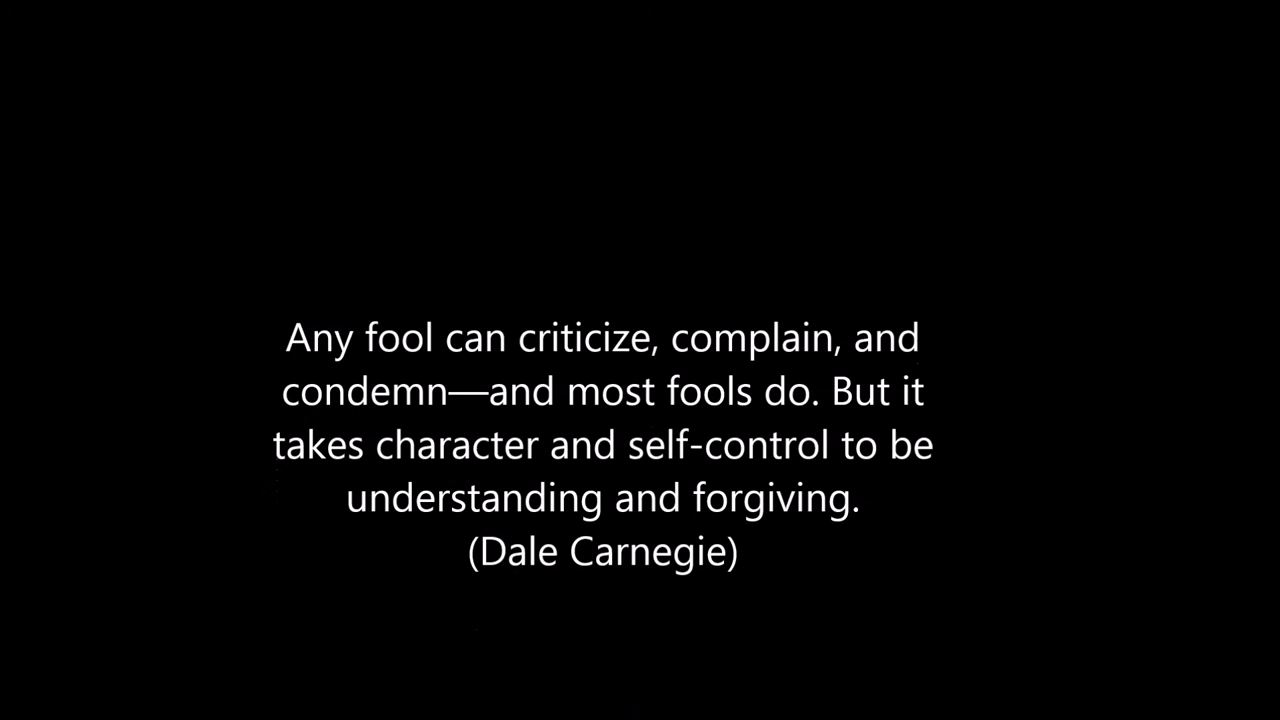 Any fool can criticize, complain, and
condemn—and most fools do. But it
takes character and self-control to be
understanding and forgiving.
(Dale Carnegie)